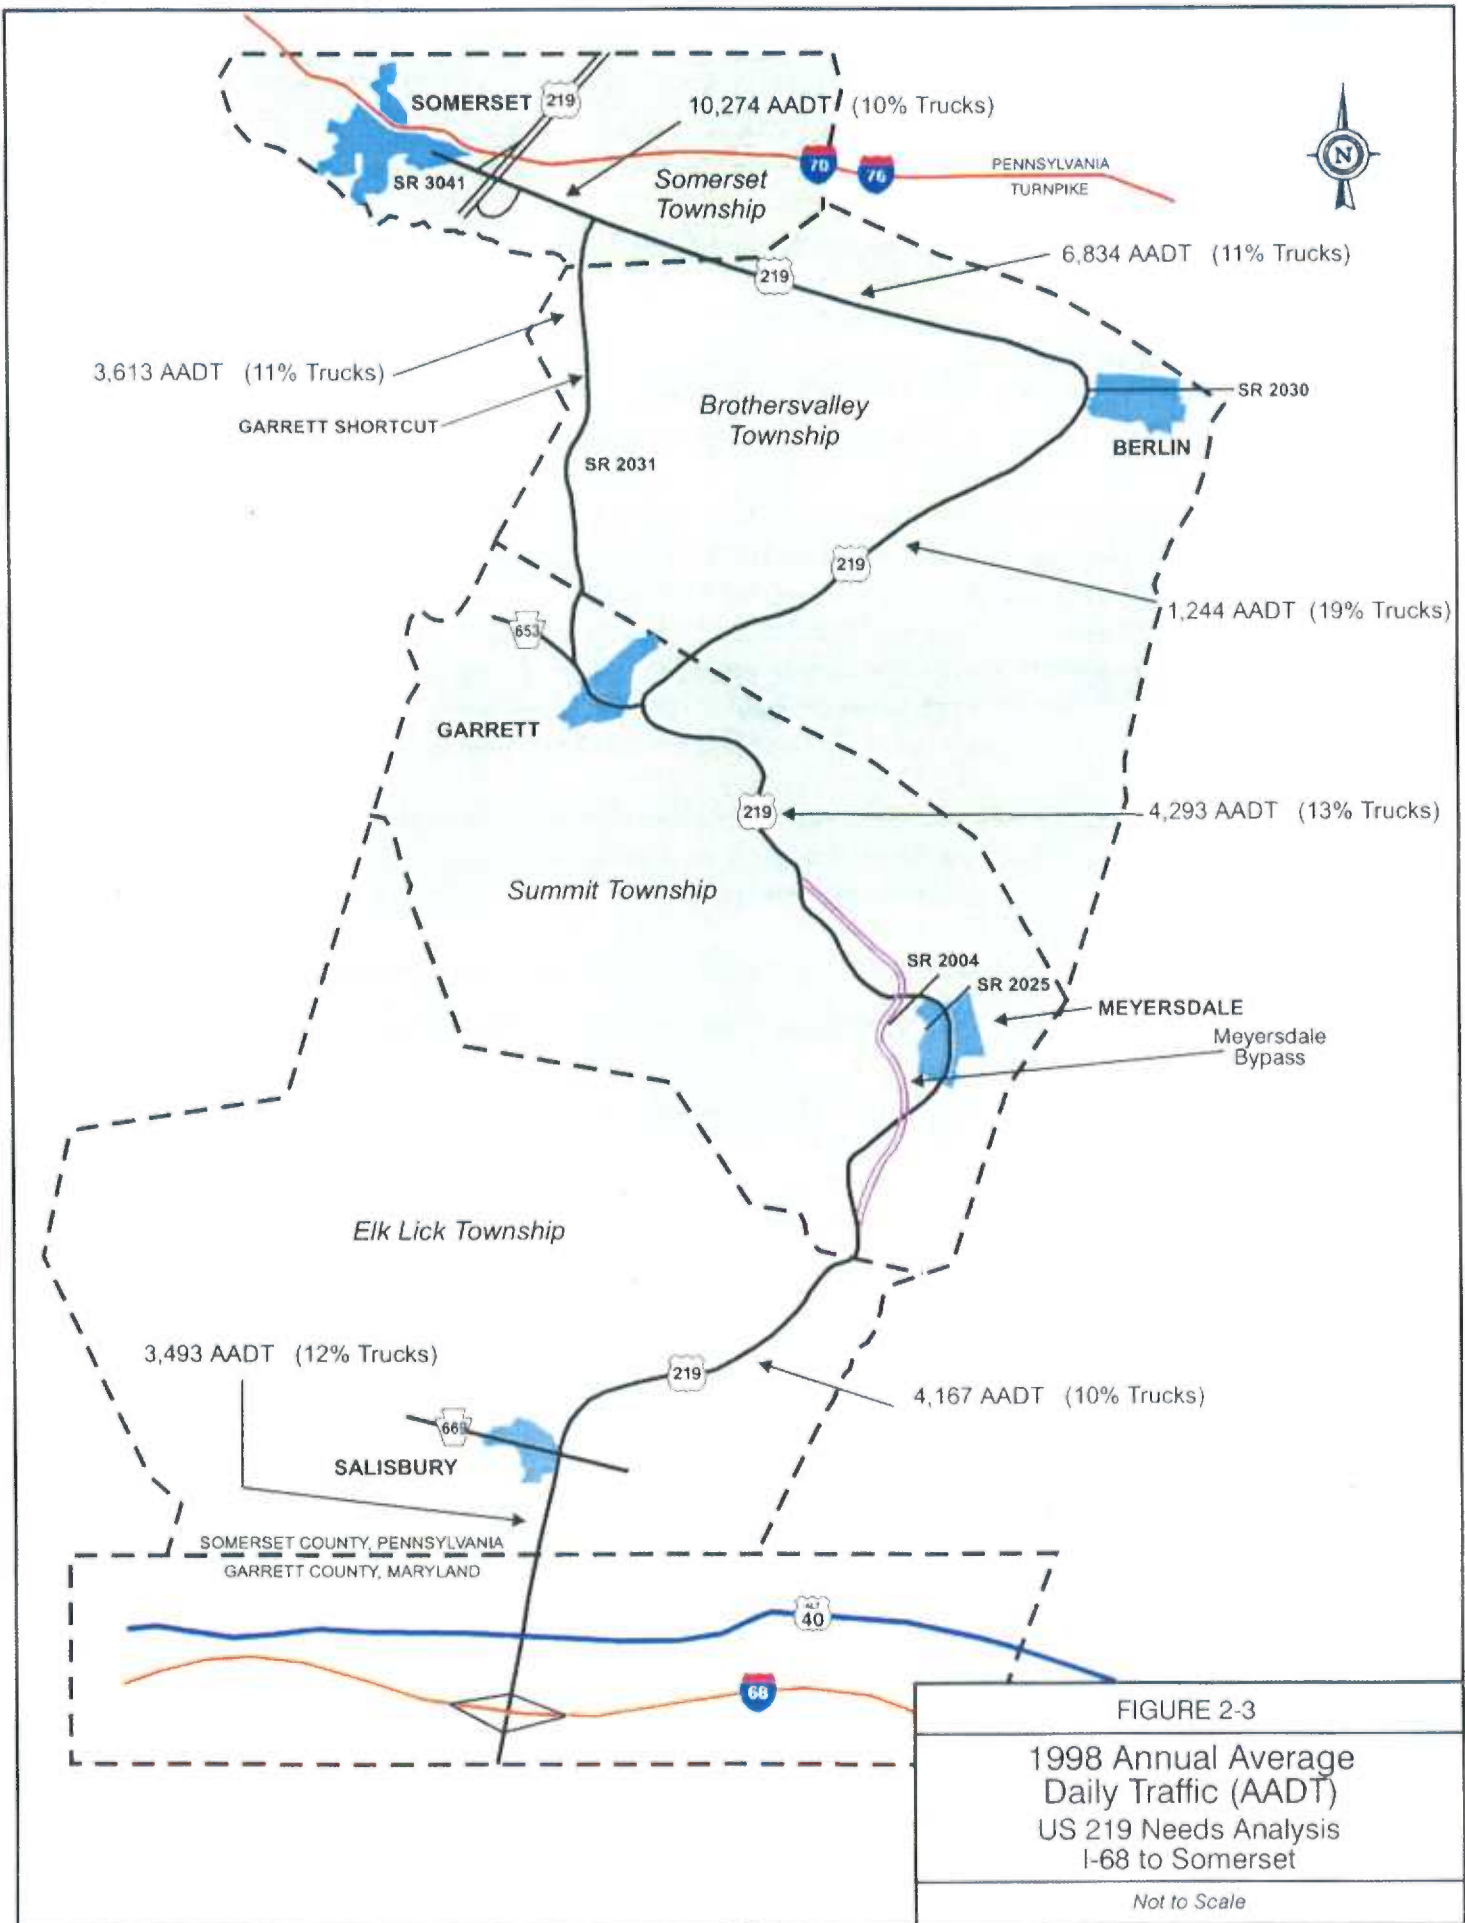 SOMERSET
219
10,274 AADT (10% Trucks)
SR 3041
Somerset
Township
70
76
PENNSYLVANIA
TURNPIKE
N
219
6,834 AADT (11% Trucks)
3,613 AADT (11% Trucks)
GARRETT SHORTCUT
Brothersvalley
Township
SR 2030
BERLIN
SR 2031
219
1,244 AADT (19% Trucks)
653
GARRETT
219
4,293 AADT (13% Trucks)
Summit Township
SR 2004
SR 2025
MEYERSDALE
Meyersdale
Bypass
Elk Lick Township
3,493 AADT (12% Trucks)
219
4,167 AADT (10% Trucks)
669
SALISBURY
SOMERSET COUNTY, PENNSYLVANIA
GARRETT COUNTY, MARYLAND
ALT
40
68
FIGURE 2-3
1998 Annual Average
Daily Traffic (AADT)
US 219 Needs Analysis
I-68 to Somerset
Not to Scale